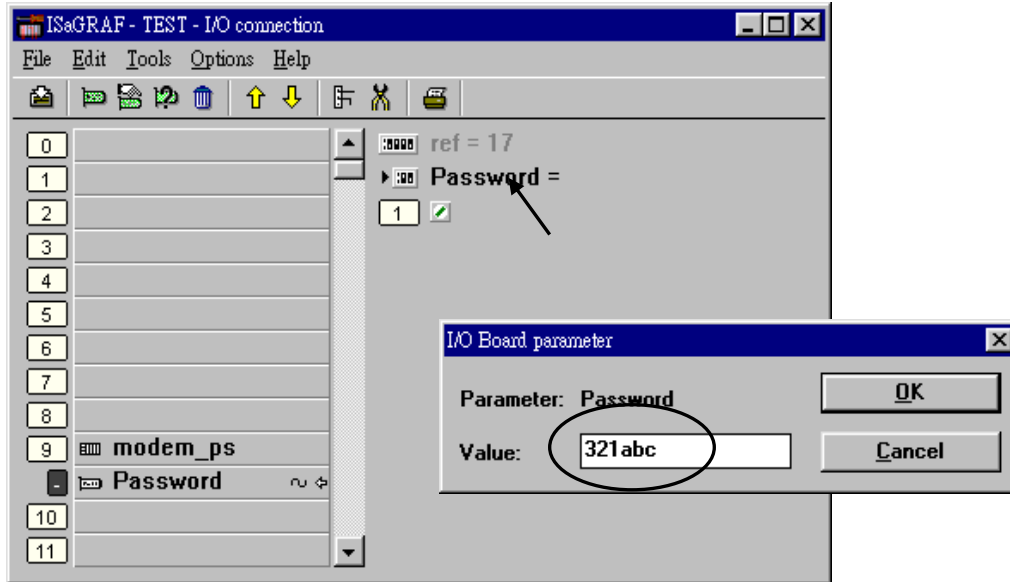 ISaGRAF - TEST - I/O connection
File Edit Tools Options Help
0
1
2
3
4
5
6
7
8
9 modem_ps
- Password
10
11
ref = 17
Password =
1
I/O Board parameter
Parameter: Password
Value: 321abc
OK
Cancel